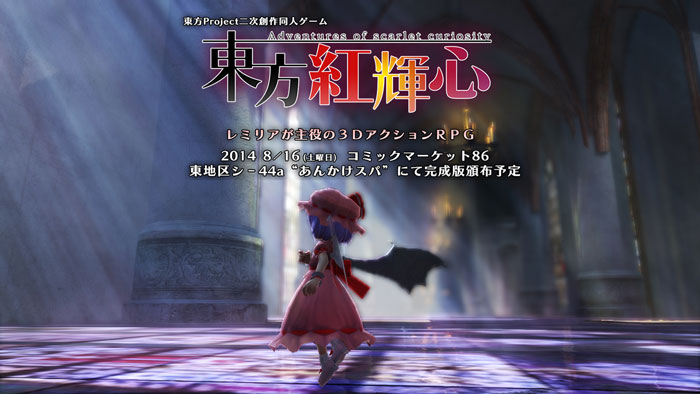 東方Project二次創作同人ゲーム
Adventures of scarlet curiosity
東方紅輝心
レミリアが主役の３DアクションRPG
2014 8/16(土曜日) コミックマーケット86
東地区シ-44a“あんかけスパ”にて完成版頒布予定